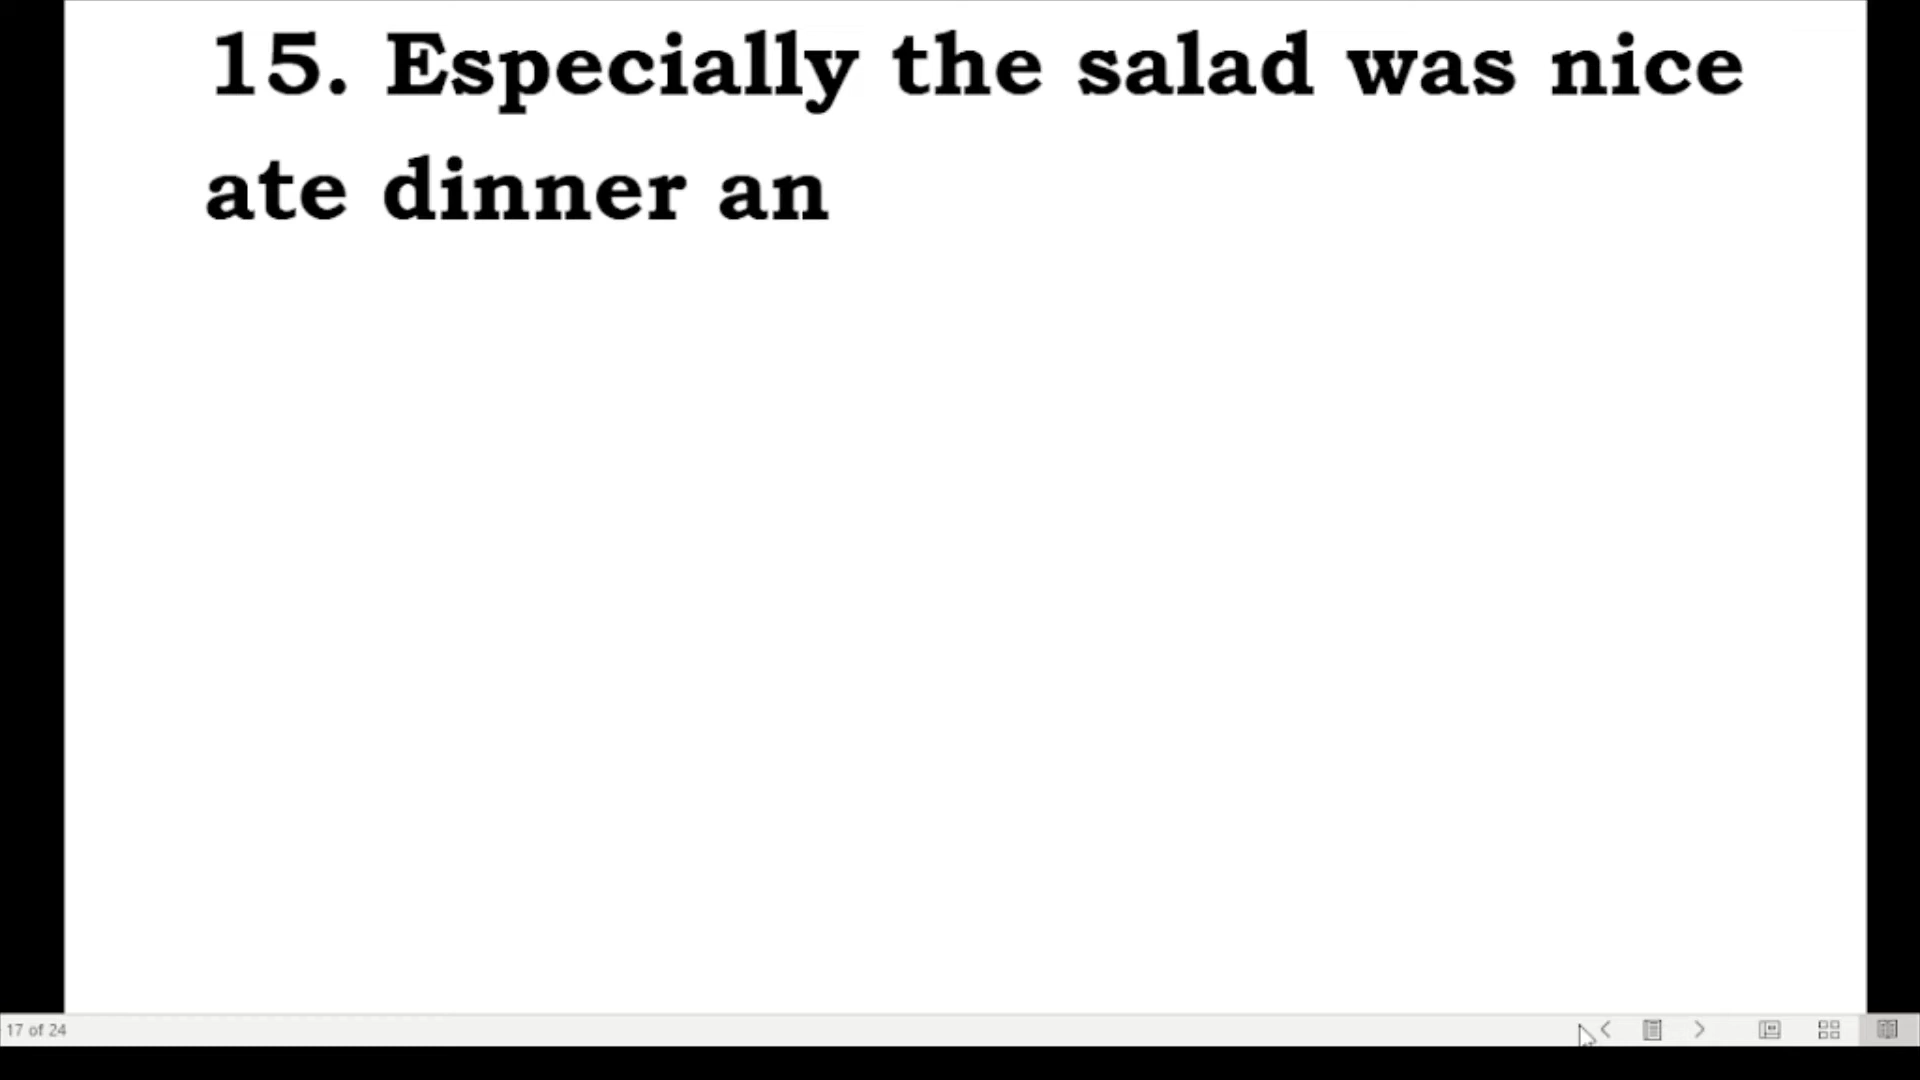 15. Especially the salad was nice
ate dinner an
17 of 24